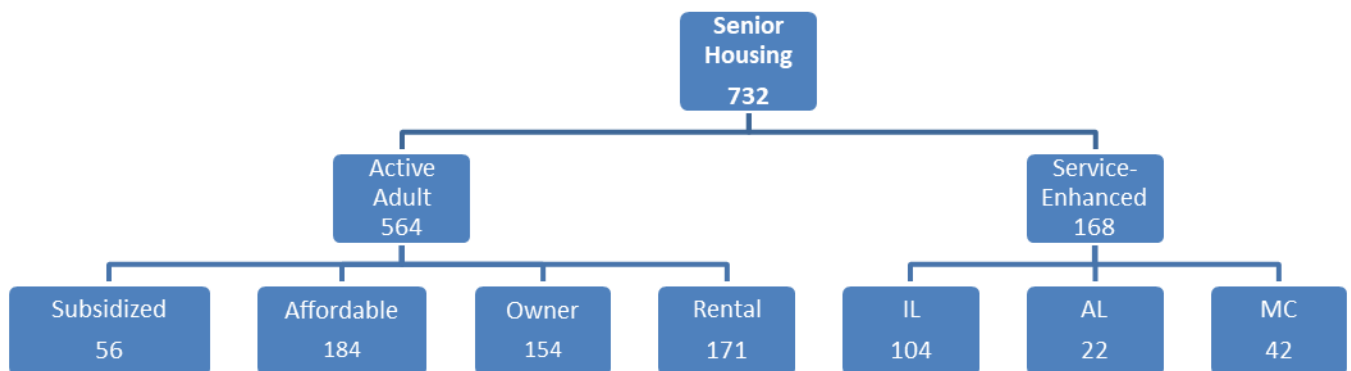 Senior
Housing
732
Active
Adult
564
Service-
Enhanced
168
Subsidized
56
Affordable
184
Owner
154
Rental
171
IL
104
AL
22
MC
42